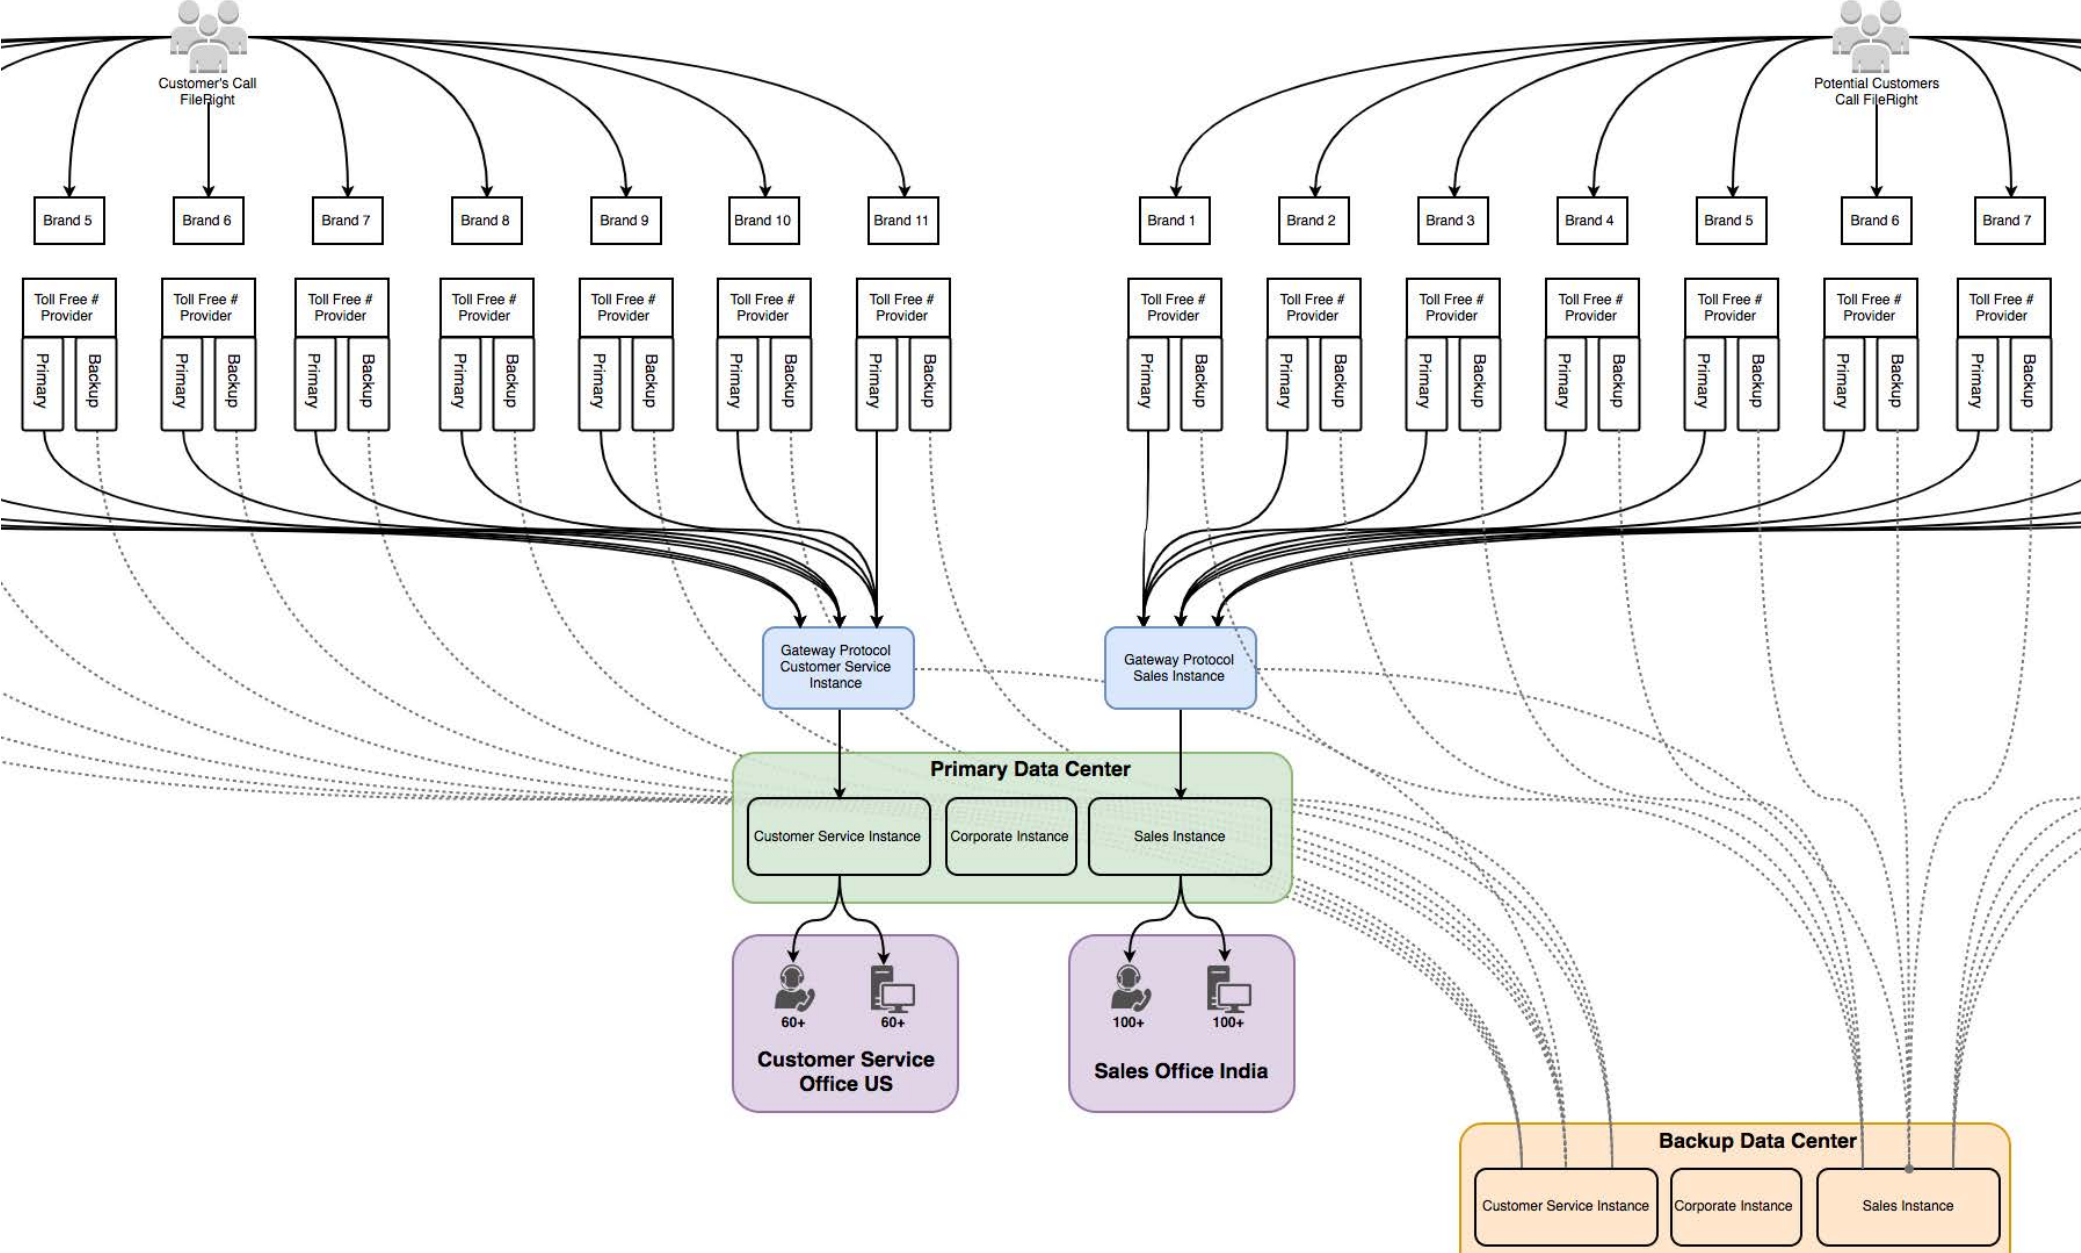 Customer's Call
FileRight
Potential Customers
Call FileRight
Brand 5
Brand 6
Brand 7
Brand 8
Brand 9
Brand 10
Brand 11
Brand 1
Brand 2
Brand 3
Brand 4
Brand 5
Brand 6
Brand 7
Toll Free #
Provider
Toll Free #
Provider
Toll Free #
Provider
Toll Free #
Provider
Toll Free #
Provider
Toll Free #
Provider
Toll Free #
Provider
Toll Free #
Provider
Toll Free #
Provider
Toll Free #
Provider
Toll Free #
Provider
Toll Free #
Provider
Toll Free #
Provider
Toll Free #
Provider
Primary
Backup
Primary
Backup
Primary
Backup
Primary
Backup
Primary
Backup
Primary
Backup
Primary
Backup
Primary
Backup
Primary
Backup
Primary
Backup
Primary
Backup
Primary
Backup
Primary
Backup
Primary
Backup
Gateway Protocol
Customer Service
Instance
Gateway Protocol
Sales Instance
Primary Data Center
Customer Service Instance
Corporate Instance
Sales Instance
60+
60+
Customer Service
Office US
100+
100+
Sales Office India
Backup Data Center
Customer Service Instance
Corporate Instance
Sales Instance